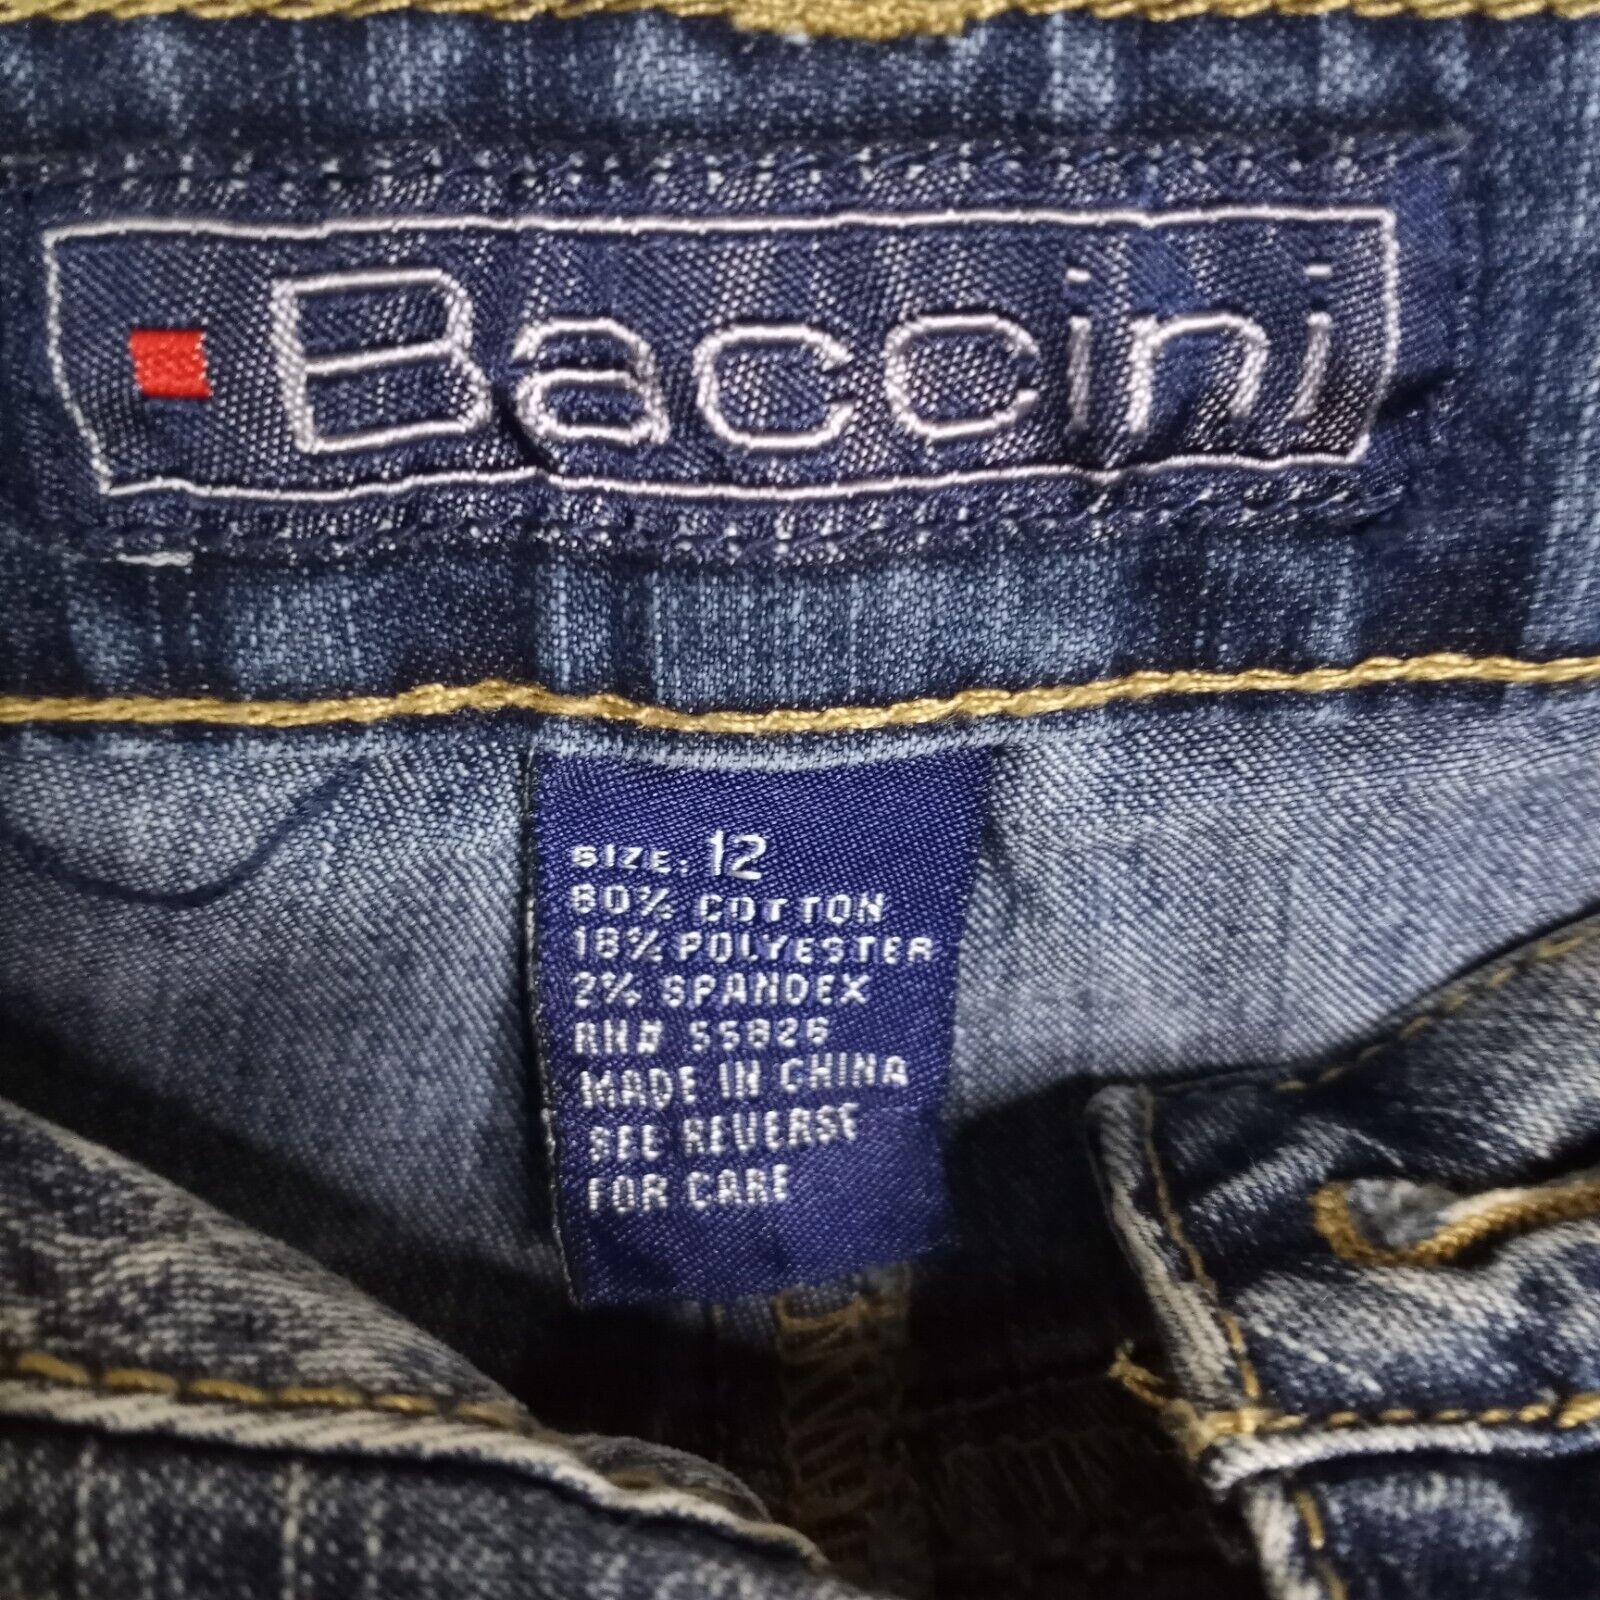 Baccini
SIZE: 12
80% COTTON
18% POLYESTER
2% SPANDEX
RN# 55826
MADE IN CHINA
SEE REVERSE
FOR CARE